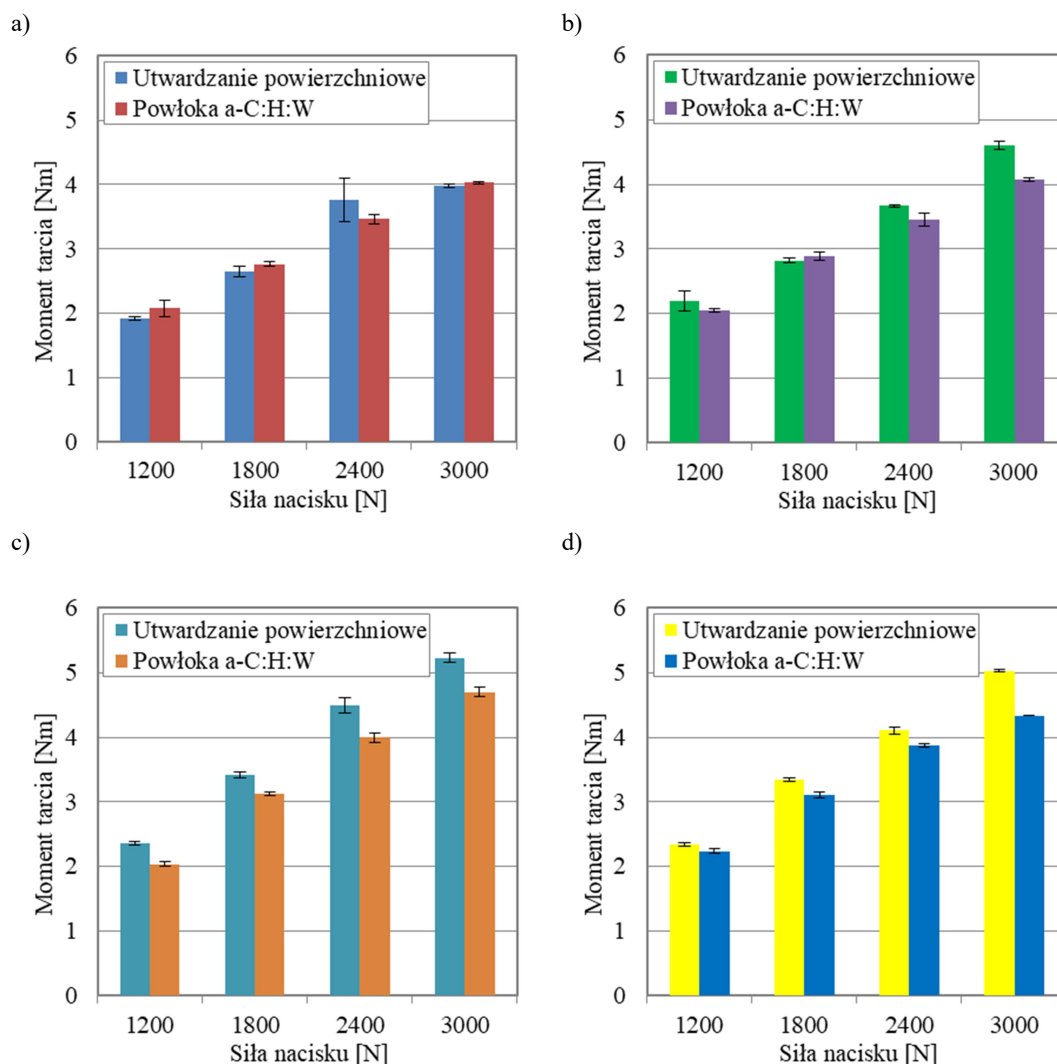 a)
6
5
4
3
2
1
0
Moment tarcia [Nm]
Utwardzanie powierzchniowe
Powłoka a-C:H:W
1200 1800 2400 3000
Siła nacisku [N]
b)
6
5
4
3
2
1
0
Moment tarcia [Nm]
Utwardzanie powierzchniowe
Powłoka a-C:H:W
1200 1800 2400 3000
Siła nacisku [N]
c)
6
5
4
3
2
1
0
Moment tarcia [Nm]
Utwardzanie powierzchniowe
Powłoka a-C:H:W
1200 1800 2400 3000
Siła nacisku [N]
d)
6
5
4
3
2
1
0
Moment tarcia [Nm]
Utwardzanie powierzchniowe
Powłoka a-C:H:W
1200 1800 2400 3000
Siła nacisku [N]